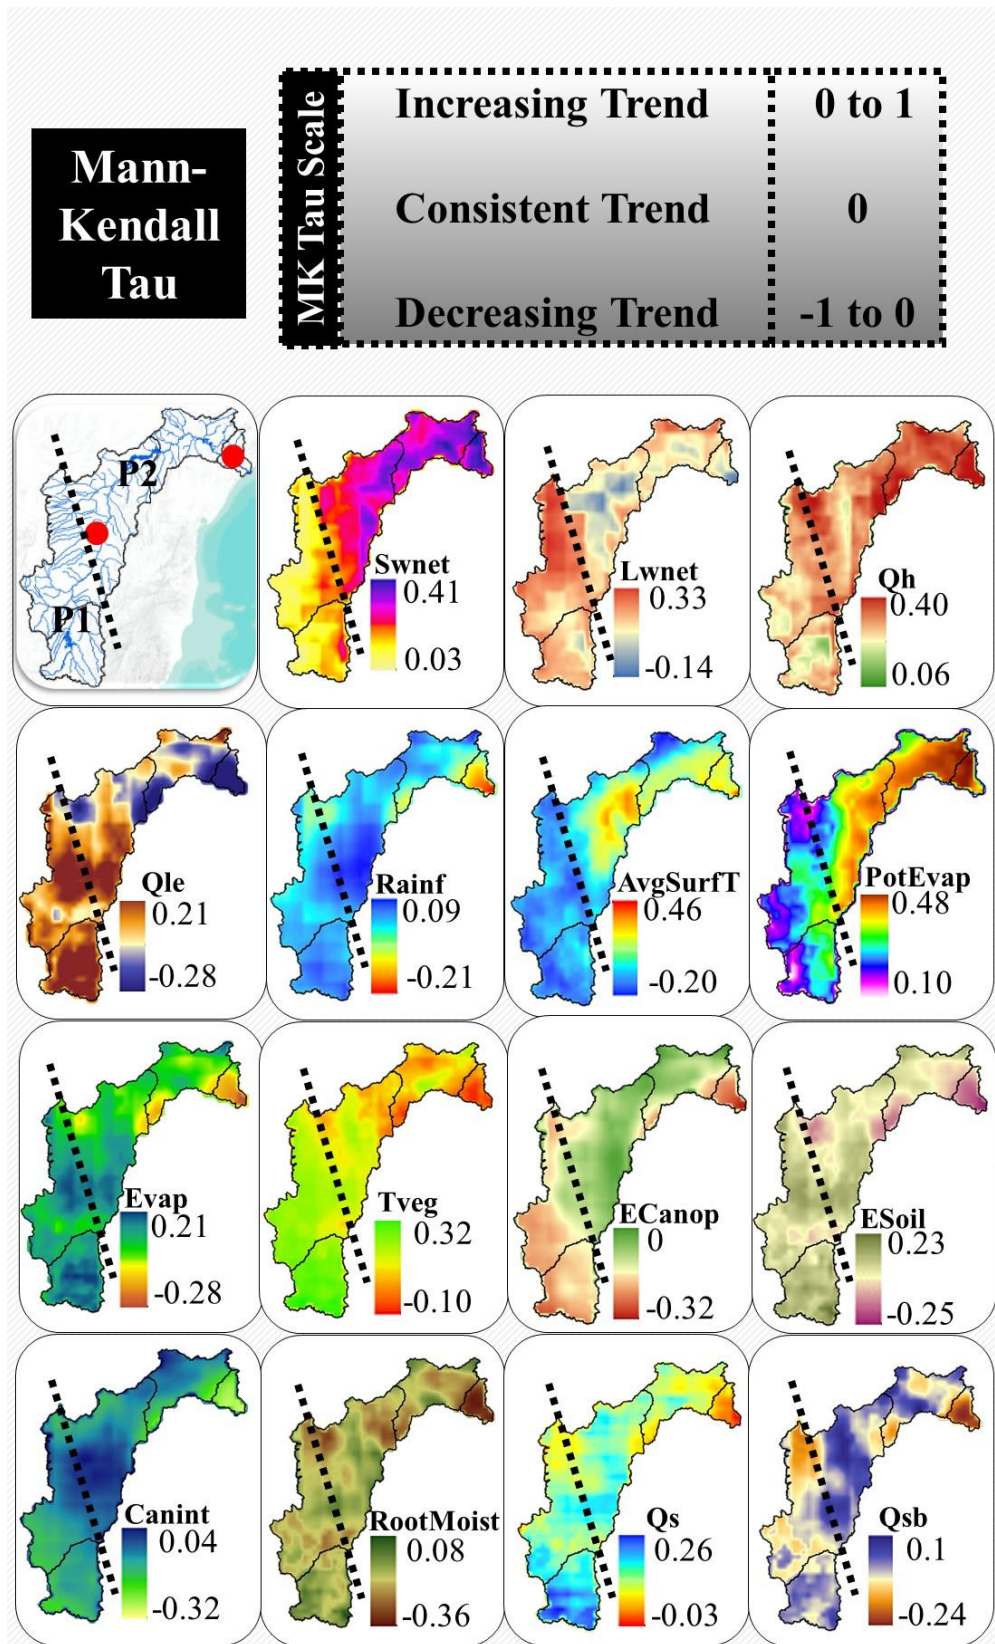 Mann-
Kendall
Tau
MK Tau Scale
Increasing Trend 0 to 1
Consistent Trend 0
Decreasing Trend -1 to 0
P2
P1
Swnet
0.41
0.03
Lwnet
0.33
-0.14
Qh
0.40
0.06
Qle
0.21
-0.28
Rainf
0.09
-0.21
AvgSurfT
0.46
-0.20
PotEvap
0.48
0.10
Evap
0.21
-0.28
Tveg
0.32
-0.10
ECanop
0
-0.32
ESoil
0.23
-0.25
Canint
0.04
-0.32
RootMoist
0.08
-0.36
Qs
0.26
-0.03
Qsb
0.1
-0.24